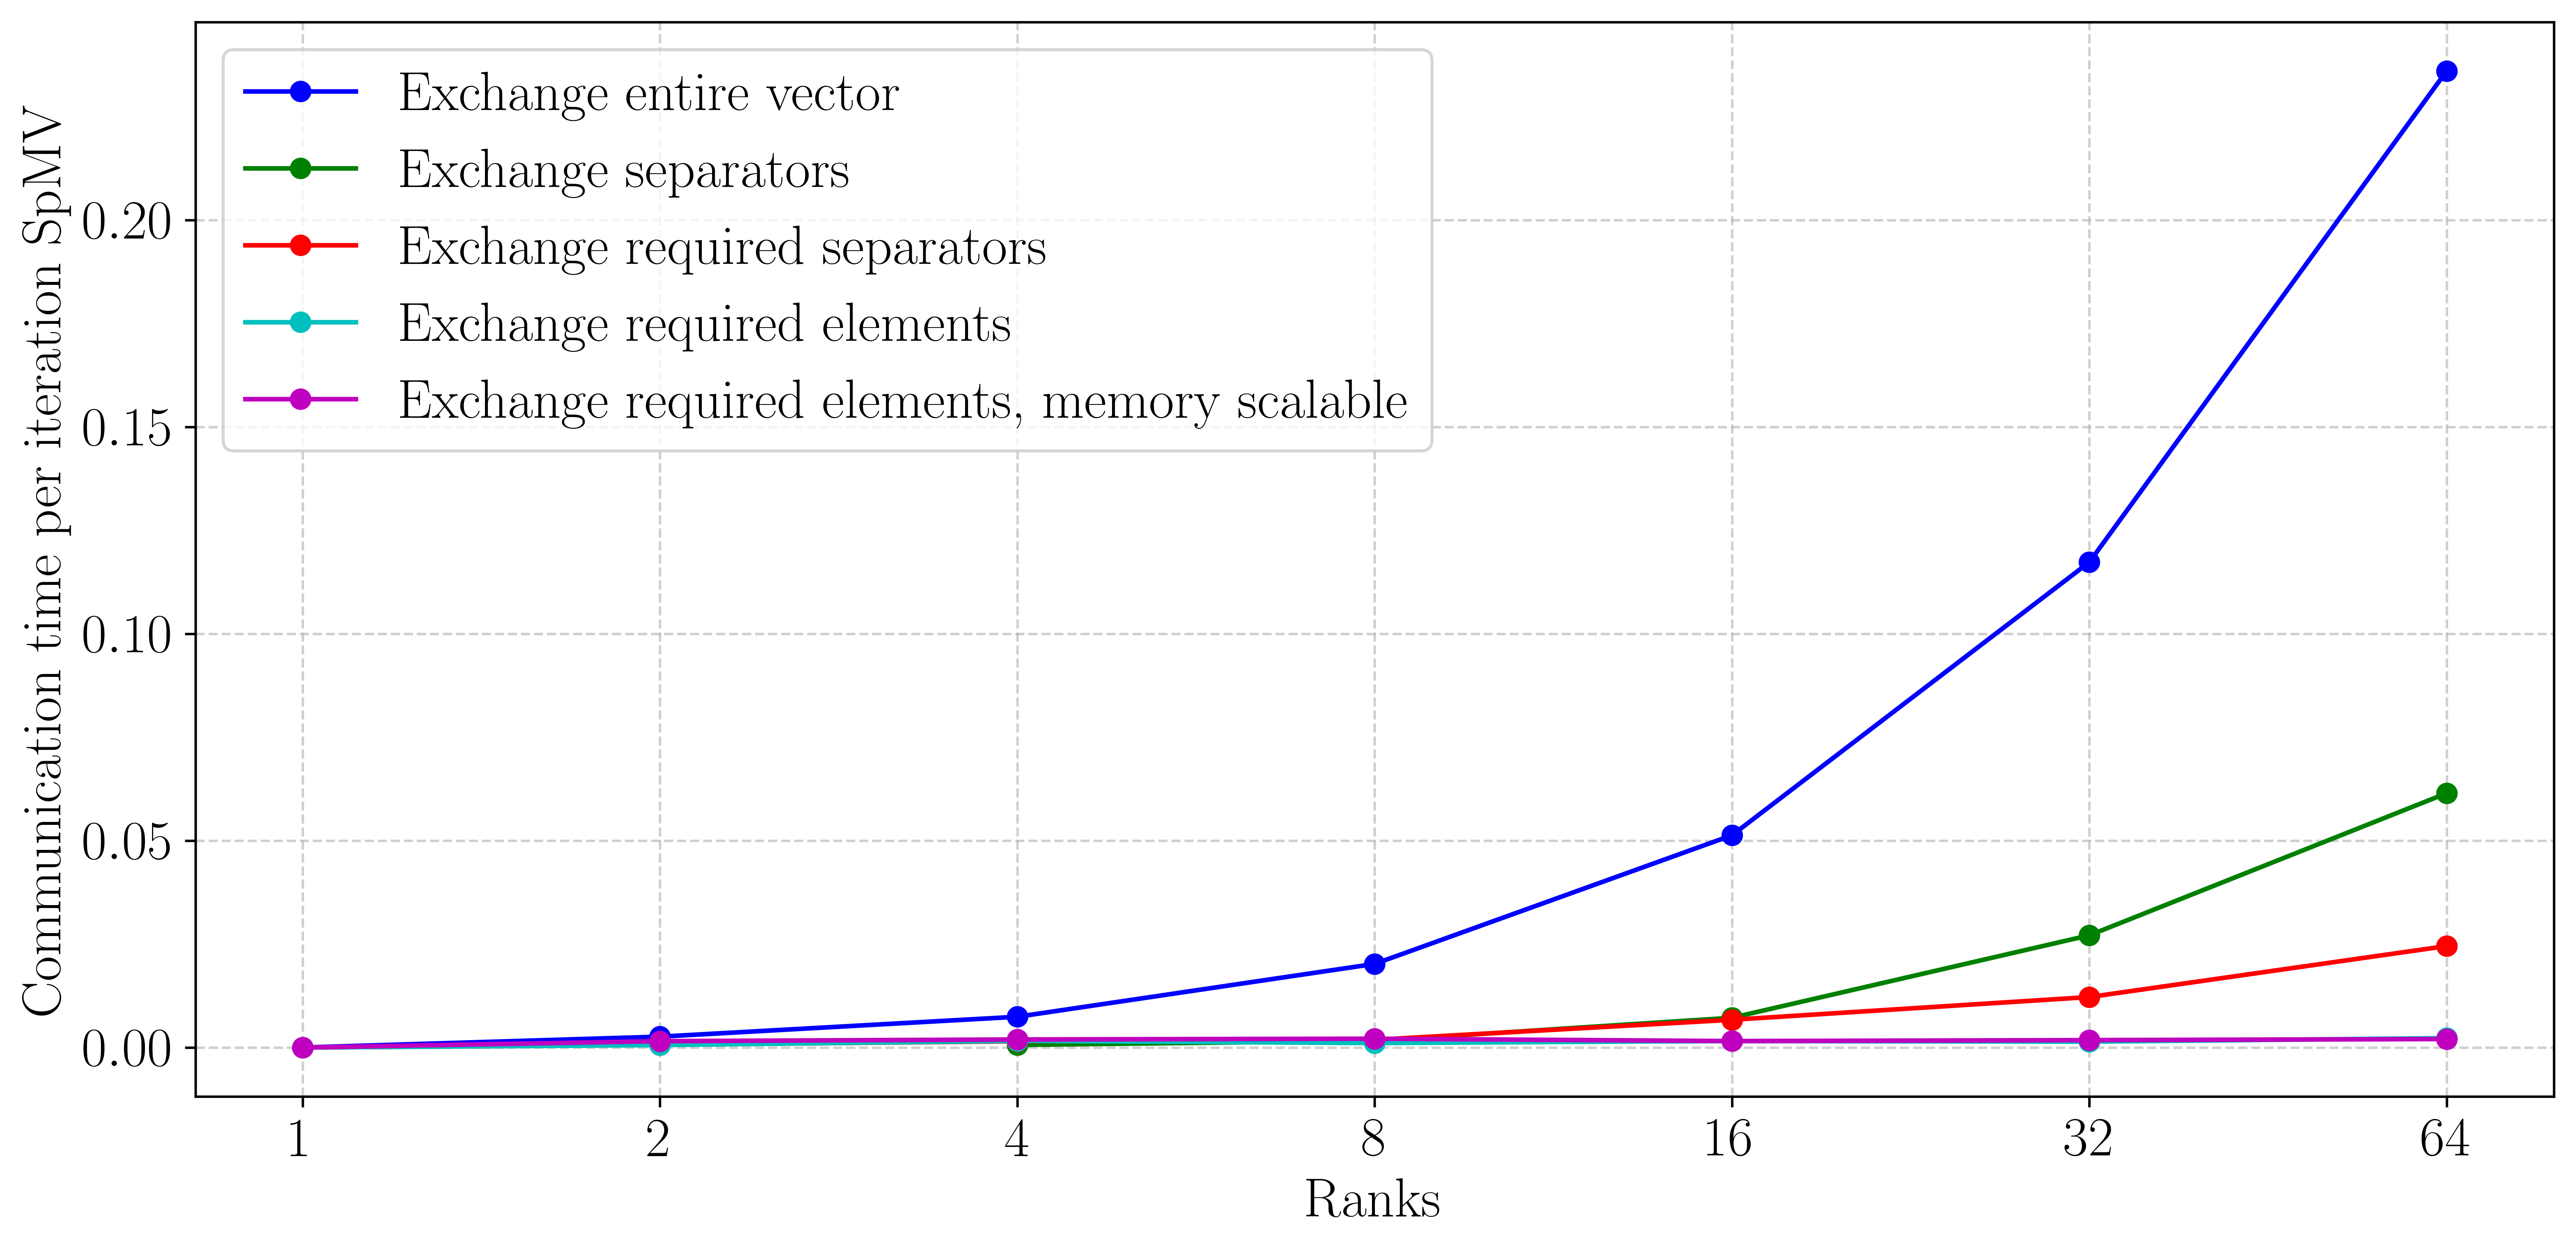 Exchange entire vector
Exchange separators
Exchange required separators
Exchange required elements
Exchange required elements, memory scalable
Communication time per iteration SpMV
0.20
0.15
0.10
0.05
0.00
1 2 4 8 16 32 64
Ranks